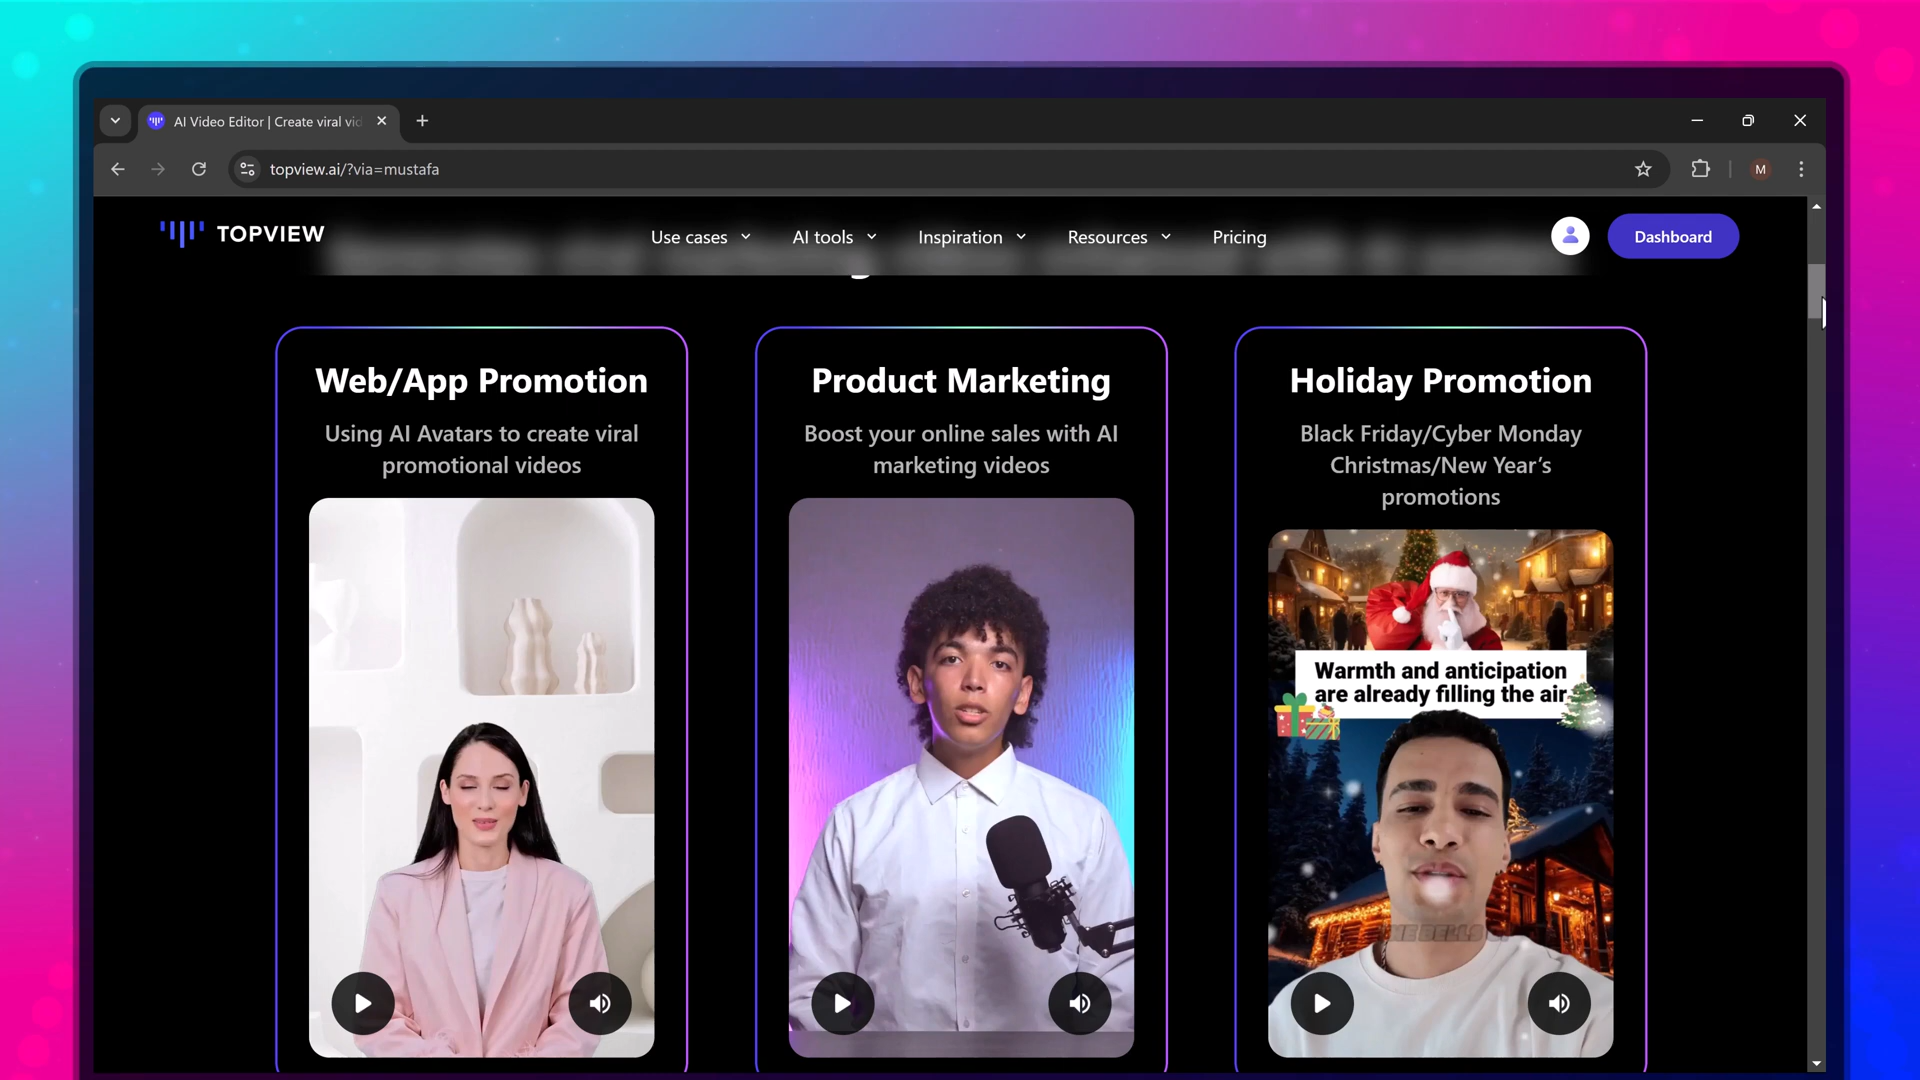 AI Video Editor | Create viral vid
topview.ai/?via=mustafa
M
TOPVIEW
Use cases
AI tools
Inspiration
Resources
Pricing
Dashboard
Web/App Promotion
Using AI Avatars to create viral
promotional videos
Product Marketing
Boost your online sales with AI
marketing videos
Holiday Promotion
Black Friday/Cyber Monday
Christmas/New Year’s
promotions
Warmth and anticipation
are already filling the air